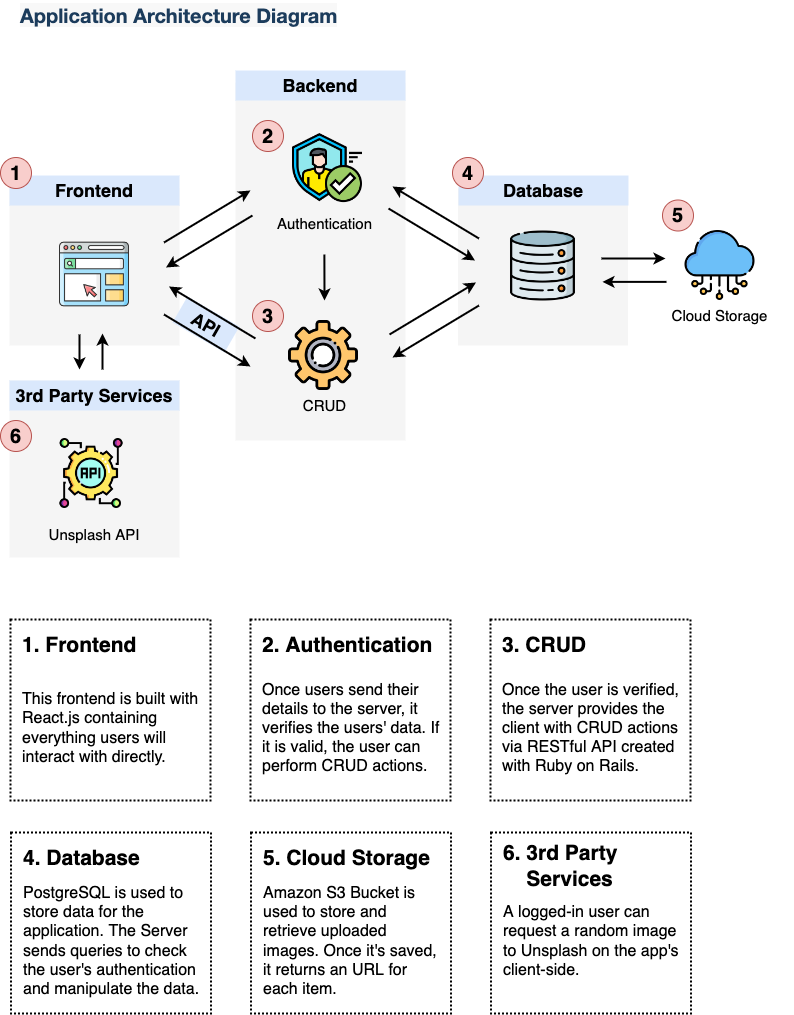 Application Architecture Diagram
Backend
2
1
4
Frontend
Database
5
Authentication
3
API
Cloud Storage
CRUD
3rd Party Services
6
API
Unsplash API
1. Frontend
This frontend is built with
React.js containing
everything users will
interact with directly.
2. Authentication
Once users send their
details to the server, it
verifies the users' data. If
it is valid, the user can
perform CRUD actions.
3. CRUD
Once the user is verified,
the server provides the
client with CRUD actions
via RESTful API created
with Ruby on Rails.
4. Database
PostgreSQL is used to
store data for the
application. The Server
sends queries to check
the user's authentication
and manipulate the data.
5. Cloud Storage
Amazon S3 Bucket is
used to store and
retrieve uploaded
images. Once it's saved,
it returns an URL for
each item.
6. 3rd Party
Services
A logged-in user can
request a random image
to Unsplash on the app's
client-side.